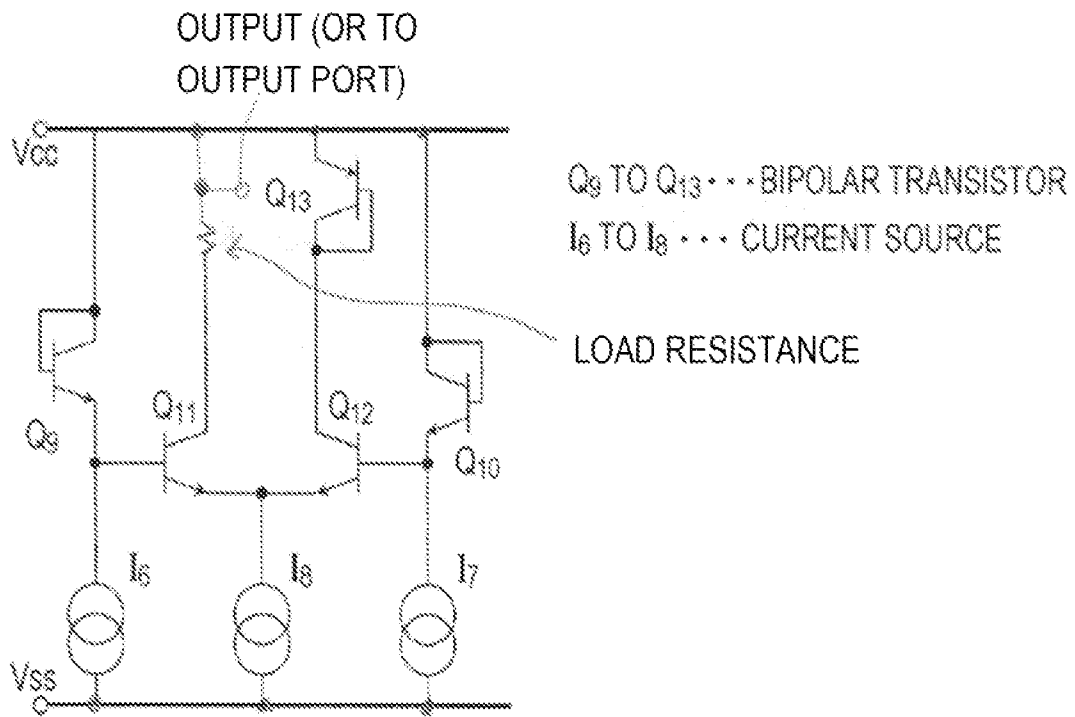 OUTPUT (OR TO
OUTPUT PORT)
Vcc
Q13
Q9 TO Q13 ··· BIPOLAR TRANSISTOR
I6 TO I8 ··· CURRENT SOURCE
LOAD RESISTANCE
Q11
Q12
Q9
Q10
I6
I8
I7
Vss